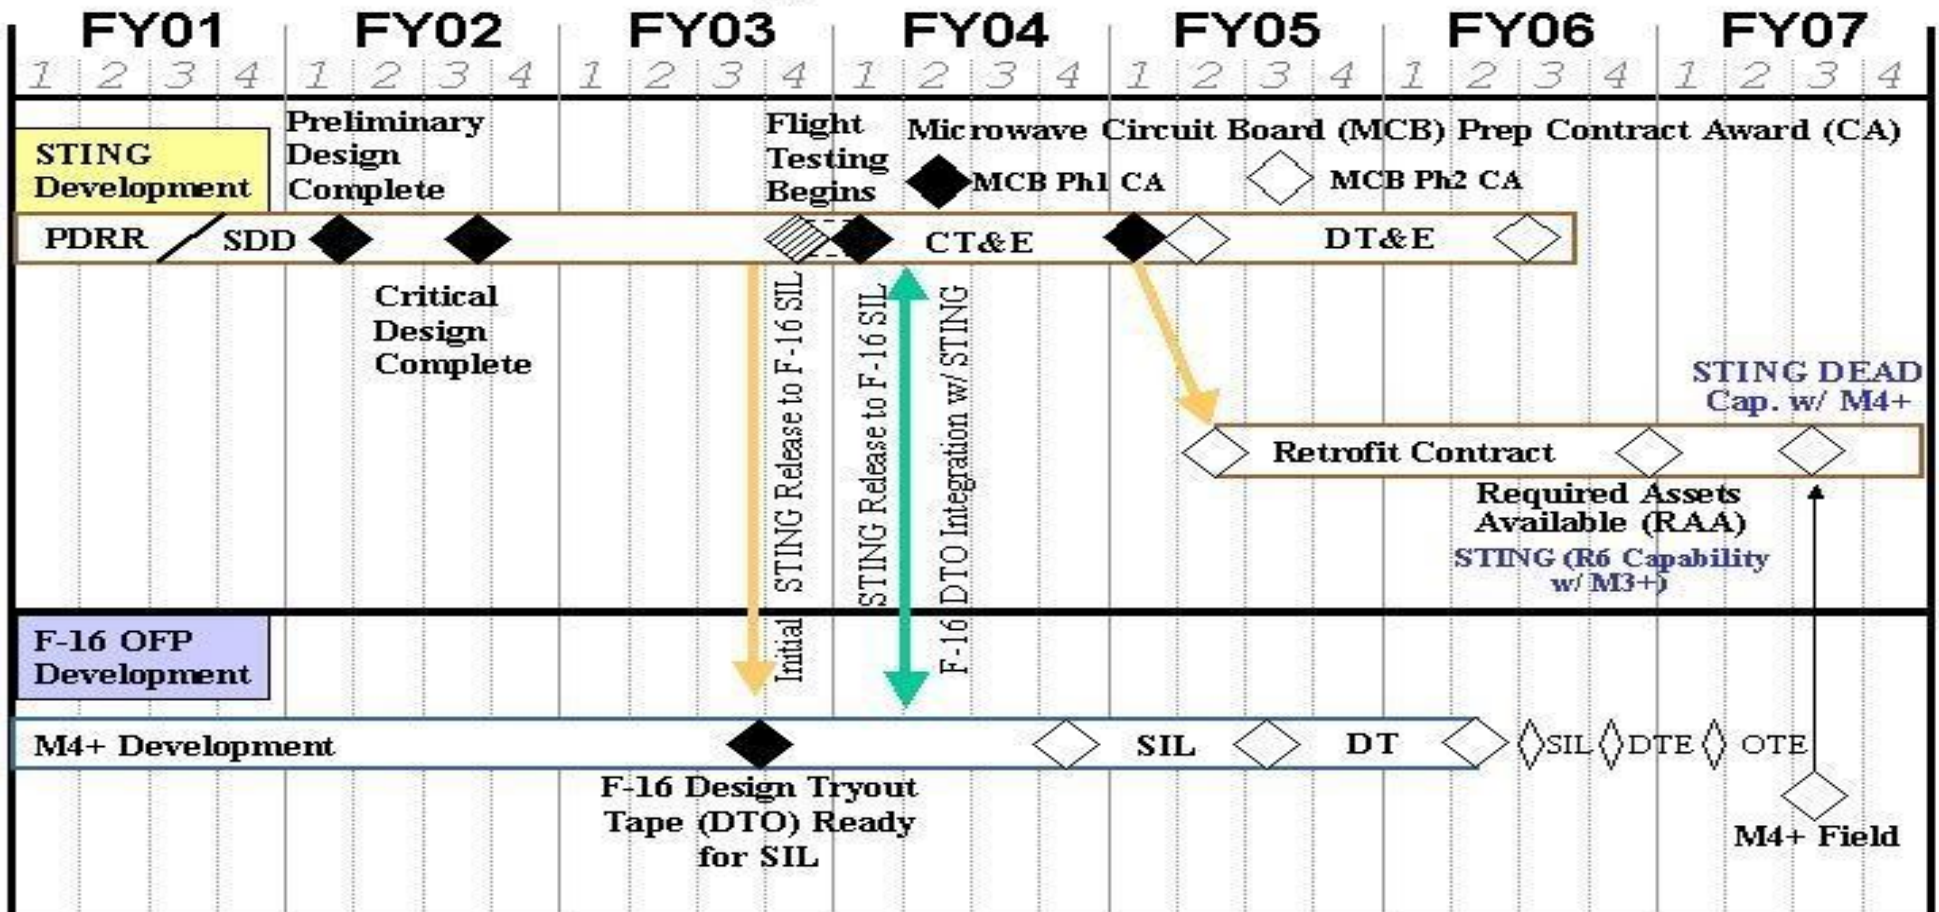 FY01 FY02 FY03 FY04 FY05 FY06 FY07
1 2 3 4 1 2 3 4 1 2 3 4 1 2 3 4 1 2 3 4 1 2 3 4 1 2 3 4
STING
Development
Preliminary
Design
Complete
Flight
Testing
Begins
Microwave Circuit Board (MCB) Prep Contract Award (CA)
MCB Ph1 CA
MCB Ph2 CA
PDRR
SDD
CT&E
DT&E
Critical
Design
Complete
Initial STING Release to F-16 SIL
STING Release to F-16 SIL
F-16 DTO Integration w/ STING
STING DEAD
Cap. w/ M4+
Retrofit Contract
Required Assets
Available (RAA)
STING (R6 Capability
w/ M3+)
F-16 OFP
Development
M4+ Development
SIL
DT
SIL
DTE
OTE
F-16 Design Tryout
Tape (DTO) Ready
for SIL
M4+ Field